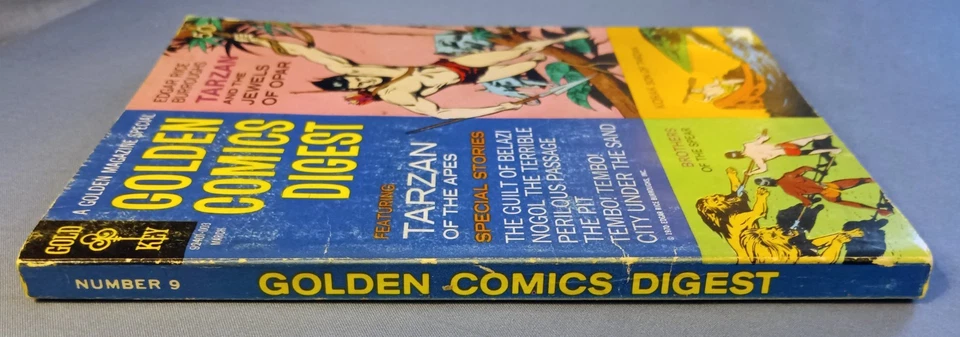 50¢
EDGAR RICE
BURROUGHS
TARZAN
AND THE
JEWELS
OF OPAR
A GOLDEN MAGAZINE SPECIAL
GOLDEN
COMICS
DIGEST
GOLD
KEY
MARCH
FEATURING
TARZAN
OF THE APES
SPECIAL STORIES
THE GUILT OF BELAZI
NOGOL THE TERRIBLE
PERILOUS PASSAGE
THE PIT
TEMBO! TEMBO!
CITY UNDER THE SAND
BROTHERS
OF THE SPEAR
NUMBER 9
GOLDEN COMICS DIGEST